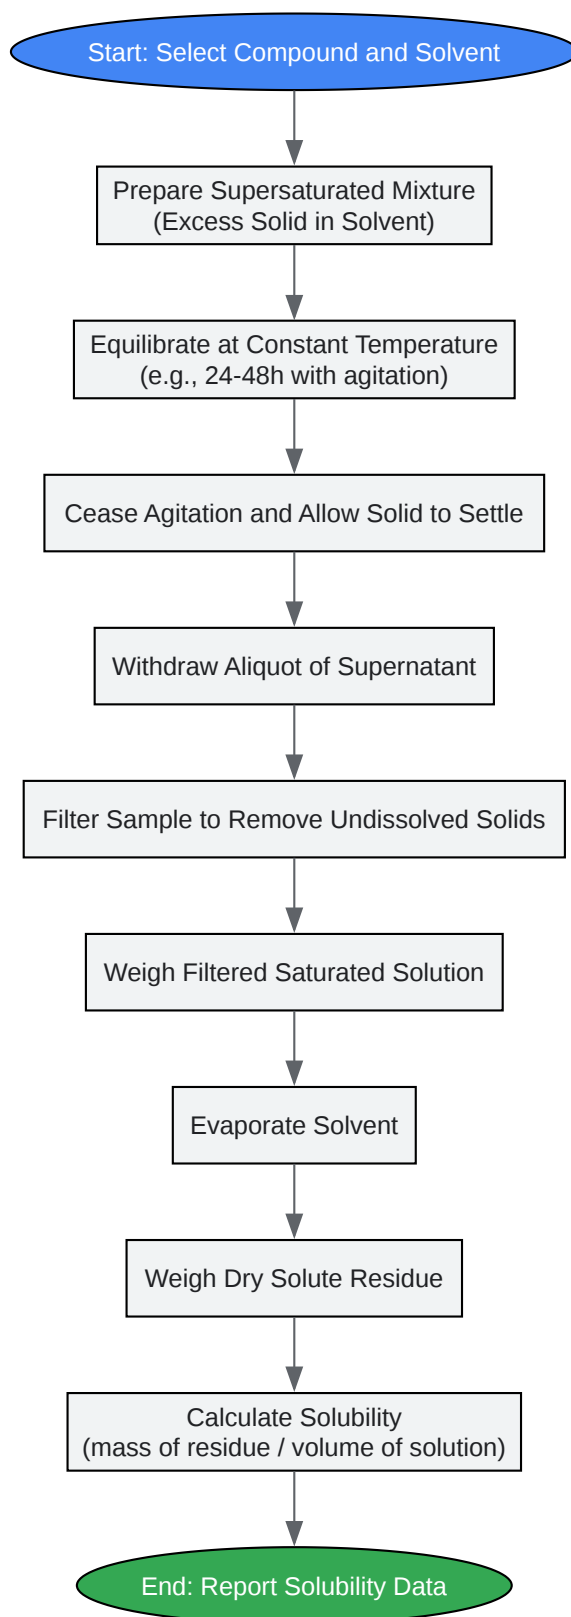 Start: Select Compound and Solvent
Prepare Supersaturated Mixture
(Excess Solid in Solvent)
Equilibrate at Constant Temperature
(e.g., 24-48h with agitation)
Cease Agitation and Allow Solid to Settle
Withdraw Aliquot of Supernatant
Filter Sample to Remove Undissolved Solids
Weigh Filtered Saturated Solution
Evaporate Solvent
Weigh Dry Solute Residue
Calculate Solubility
(mass of residue / volume of solution)
End: Report Solubility Data